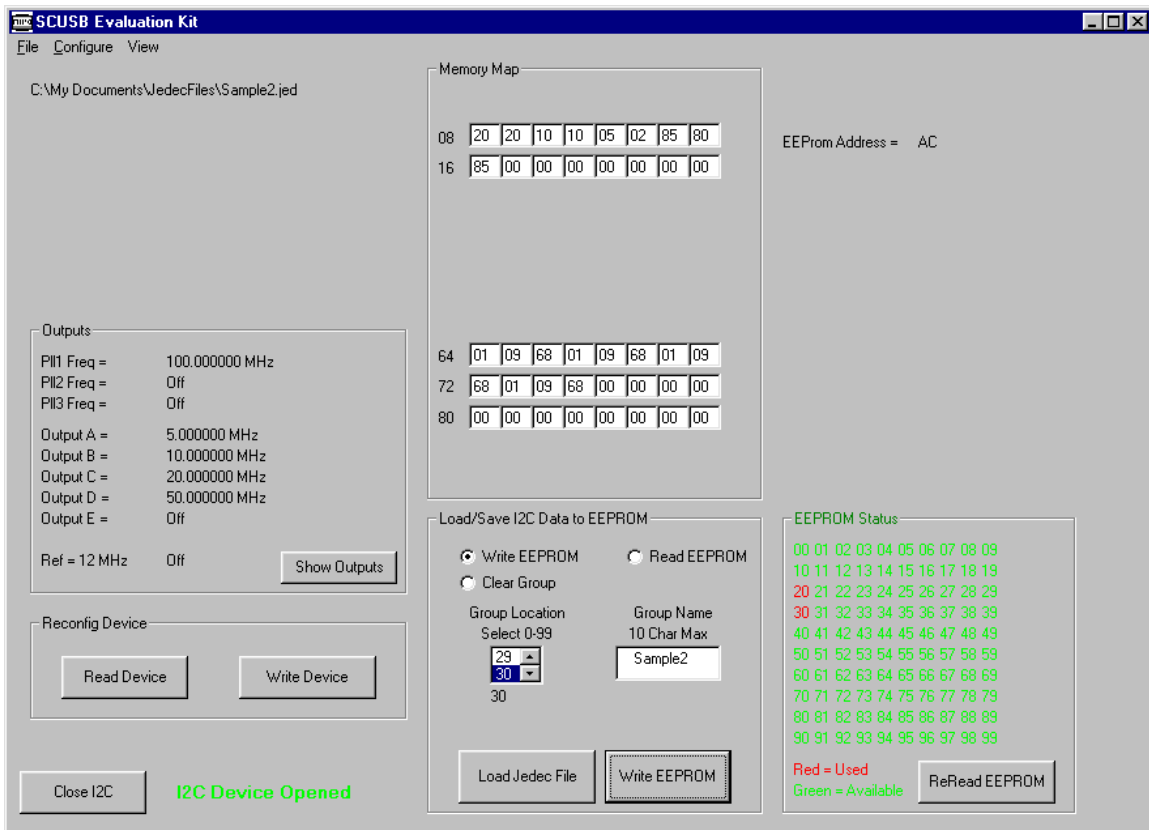 SCUSB Evaluation Kit
File Configure View
C:\My Documents\JedecFiles\Sample2.jed
Memory Map
08 20 20 10 10 05 02 85 80
16 85 00 00 00 00 00 00 00
64 01 09 68 01 09 68 01 09
72 68 01 09 68 00 00 00 00
80 00 00 00 00 00 00 00 00
EEProm Address = AC
Outputs
Pll1 Freq = 100.000000 MHz
Pll2 Freq = Off
Pll3 Freq = Off
Output A = 5.000000 MHz
Output B = 10.000000 MHz
Output C = 20.000000 MHz
Output D = 50.000000 MHz
Output E = Off
Ref = 12 MHz Off
Show Outputs
Reconfig Device
Read Device Write Device
Close I2C
I2C Device Opened
Load/Save I2C Data to EEPROM
Write EEPROM Read EEPROM
Clear Group
Group Location Group Name
Select 0-99 10 Char Max
29
30
Sample2
30
Load Jedec File Write EEPROM
EEPROM Status
00 01 02 03 04 05 06 07 08 09
10 11 12 13 14 15 16 17 18 19
20 21 22 23 24 25 26 27 28 29
30 31 32 33 34 35 36 37 38 39
40 41 42 43 44 45 46 47 48 49
50 51 52 53 54 55 56 57 58 59
60 61 62 63 64 65 66 67 68 69
70 71 72 73 74 75 76 77 78 79
80 81 82 83 84 85 86 87 88 89
90 91 92 93 94 95 96 97 98 99
Red = Used
Green = Available
ReRead EEPROM